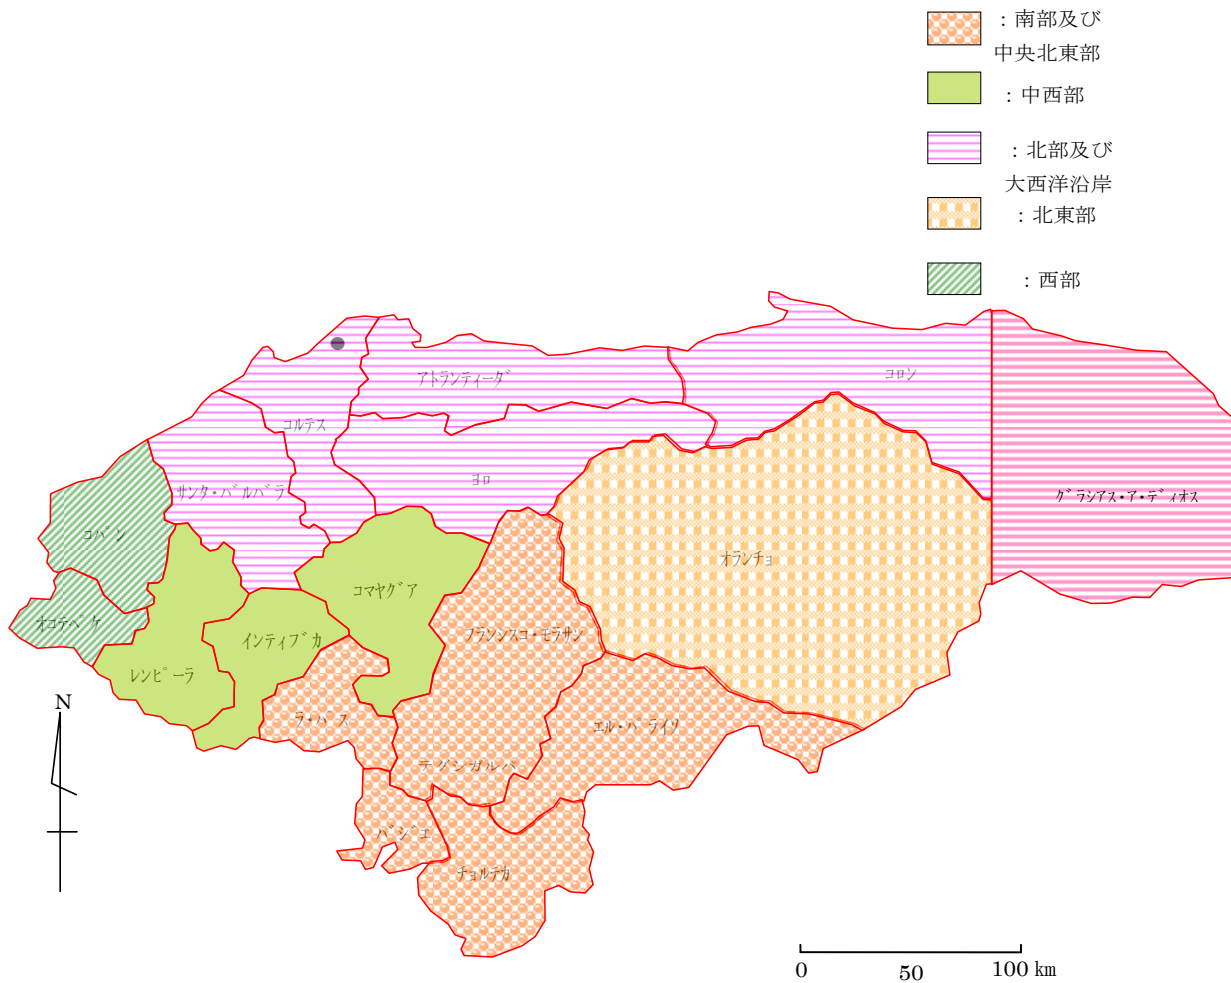 ：南部及び
中央北東部
：中西部
：北部及び
大西洋沿岸
：北東部
：西部
アトランティーダ
コロン
コルテス
ヨロ
サンタ・バルバラ
グラシアス・ア・ディオス
コパン
オランチョ
コマヤグア
オコテペケ
インティブカ
フランシスコ・モラサン
レンピーラ
N
ラ・パス
エル・パライソ
テグシガルパ
バジェ
チョルテカ
0 50 100 ㎞